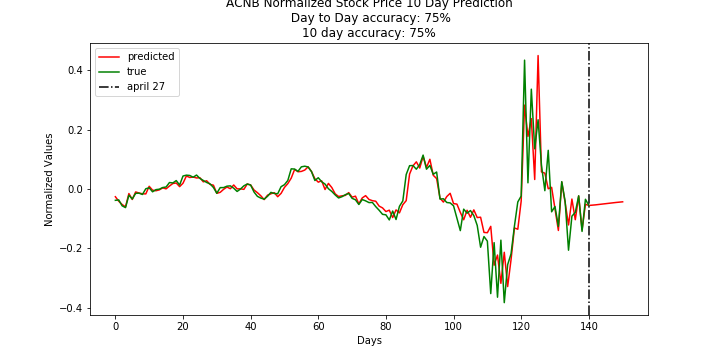 ACNB Normalized Stock Price 10 Day Prediction
Day to Day accuracy: 75%
10 day accuracy: 75%
predicted
true
april 27
Normalized Values
0.4
0.2
0.0
−0.2
−0.4
0 20 40 60 80 100 120 140
Days